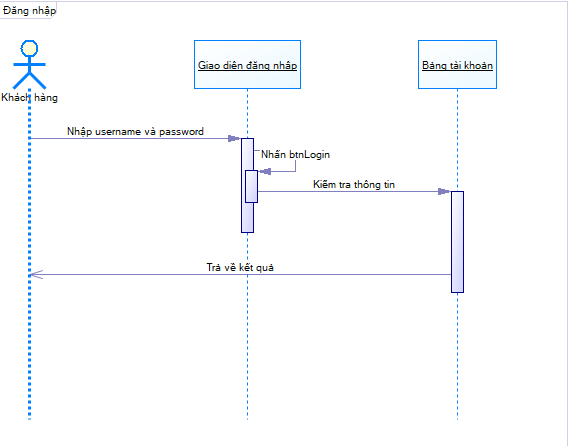 Đăng nhập
Giao diện đăng nhập
Bảng tài khoản
Khách hàng
Nhập username và password
Nhấn btnLogin
Kiểm tra thông tin
Trả về kết quả